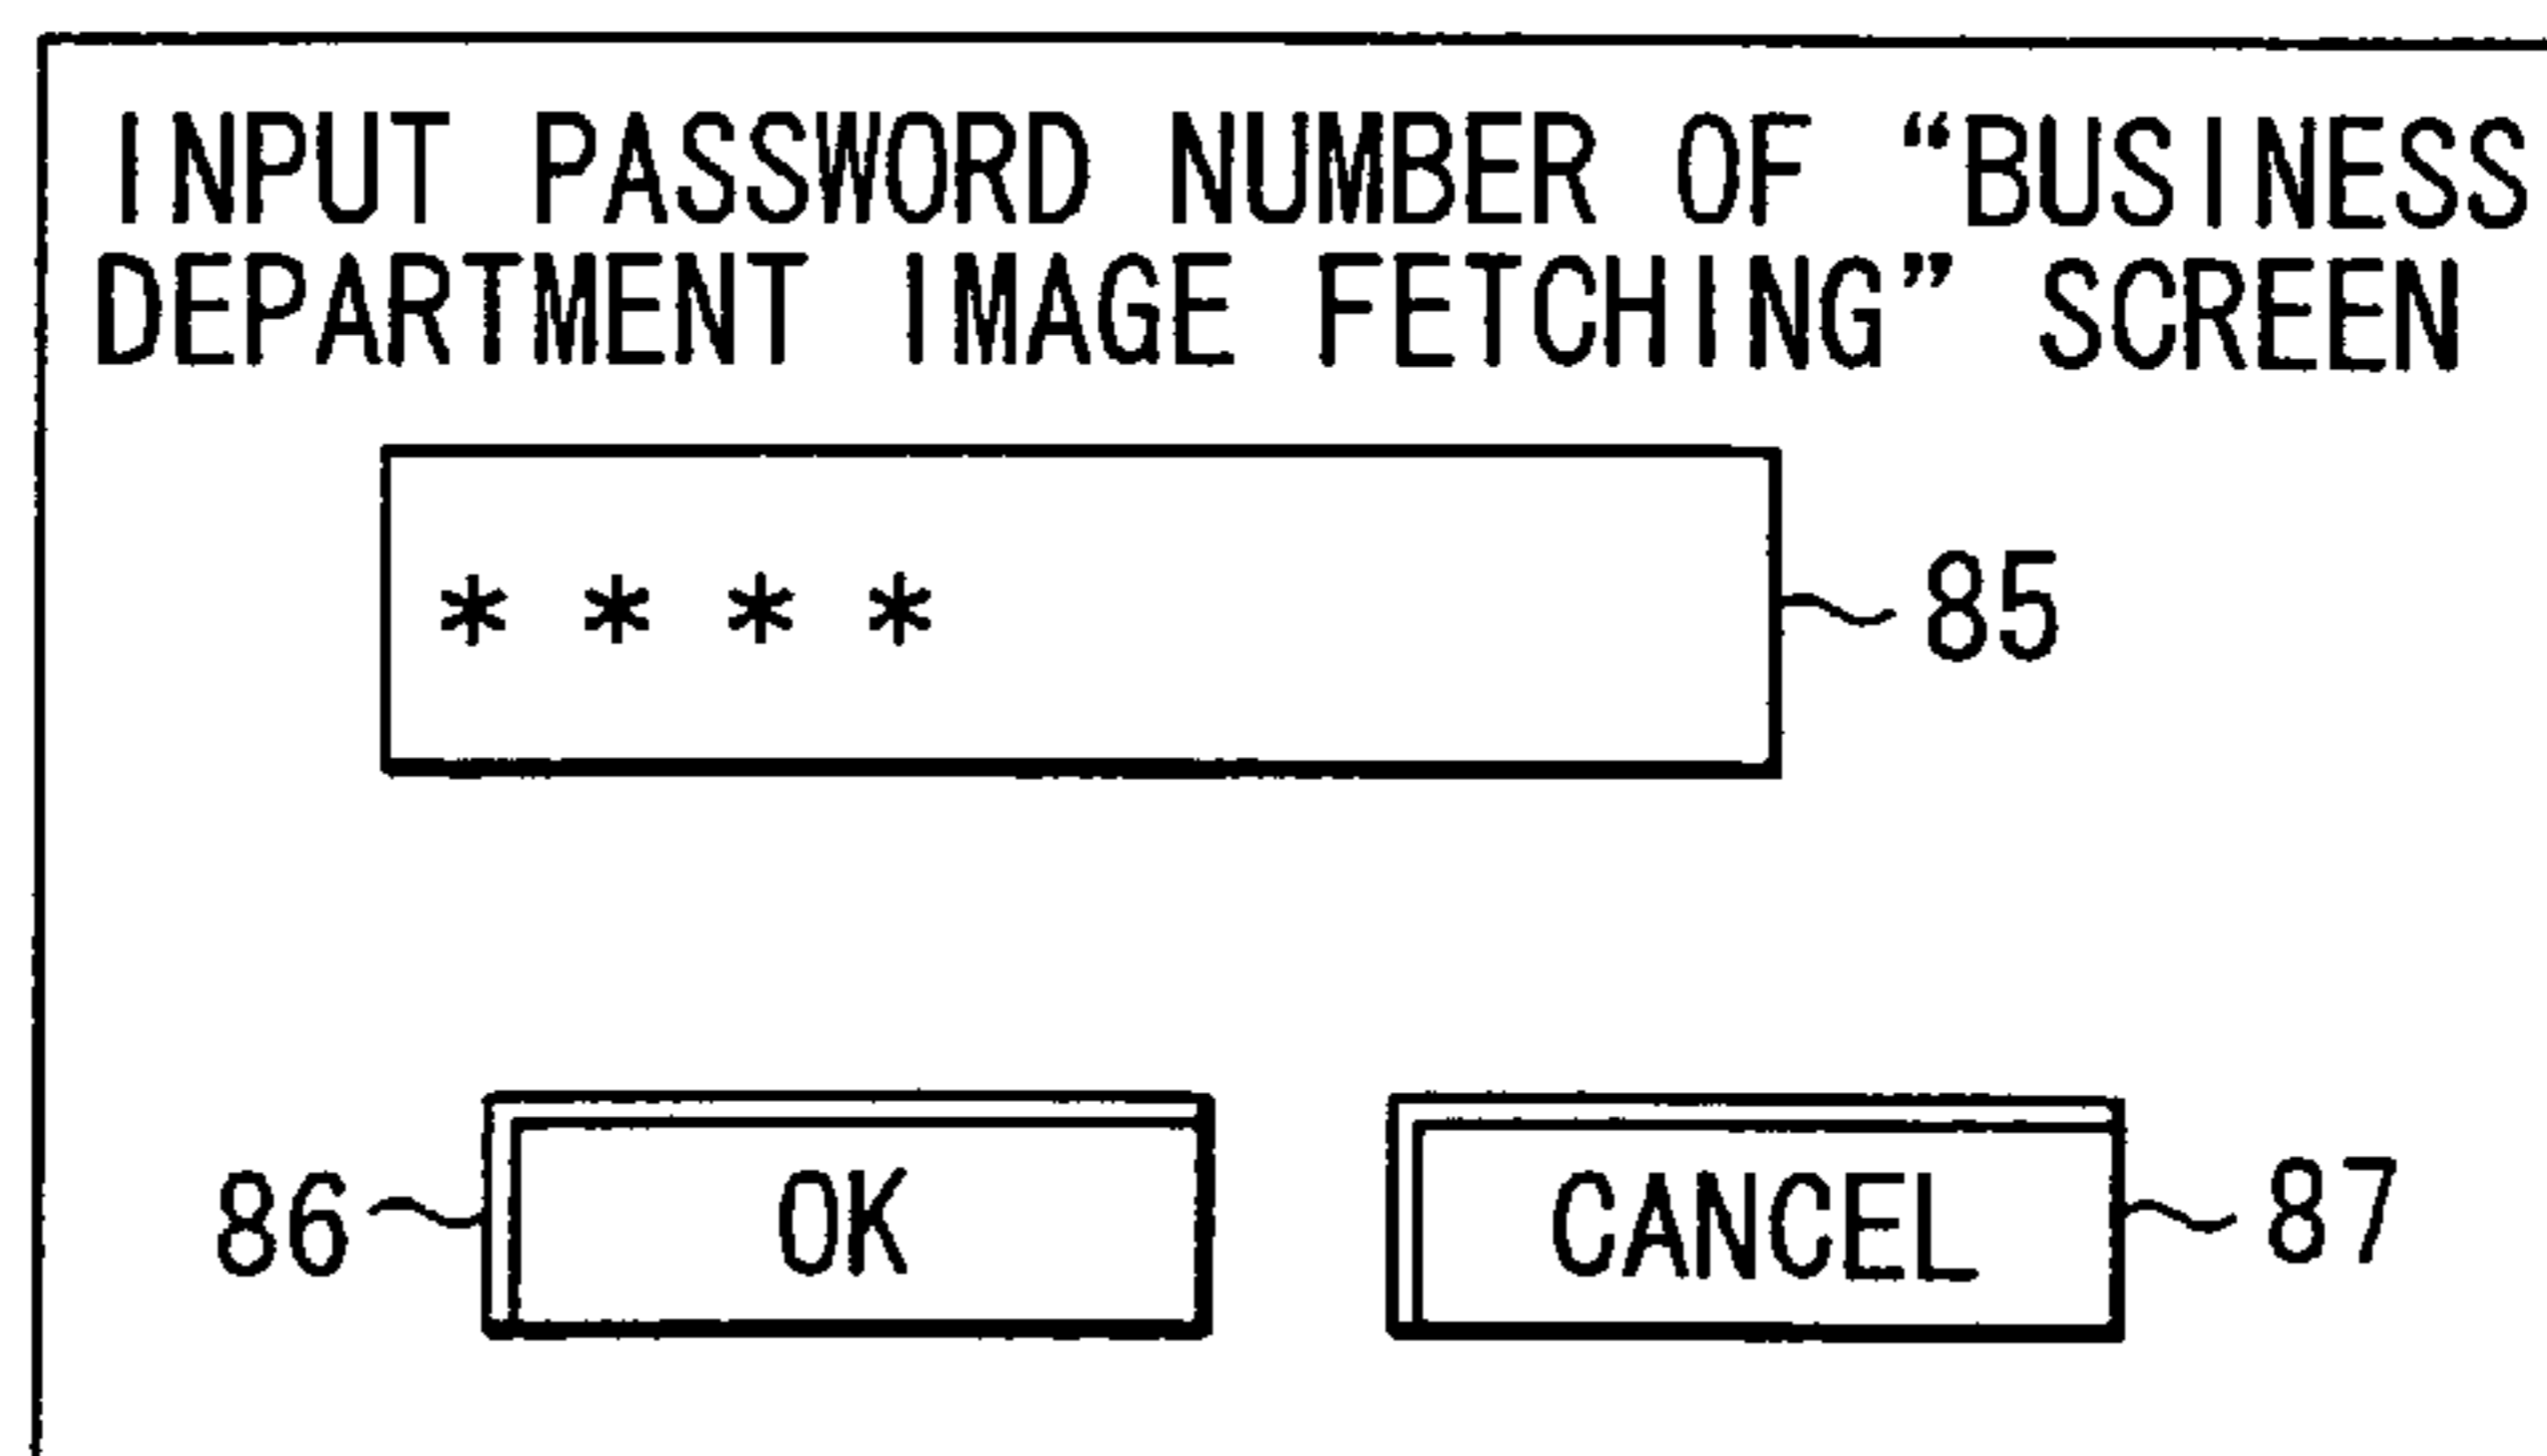 INPUT PASSWORD NUMBER OF “BUSINESS
DEPARTMENT IMAGE FETCHING” SCREEN
* * * *
85
86
OK
CANCEL
87